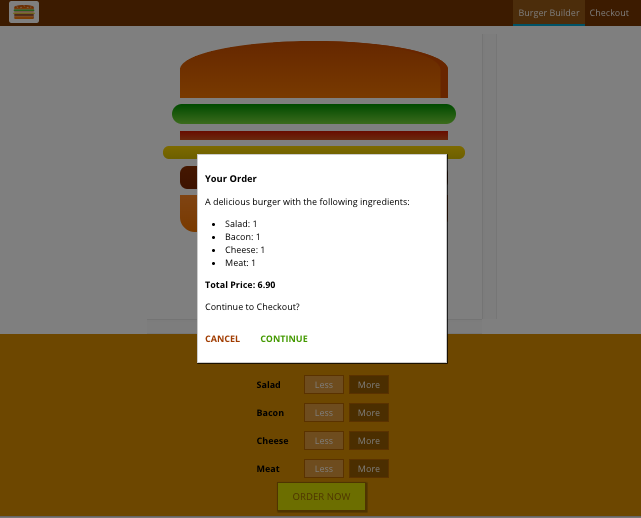 Burger Builder Checkout
Your Order
A delicious burger with the following ingredients:
• Salad: 1
• Bacon: 1
• Cheese: 1
• Meat: 1
Total Price: 6.90
Continue to Checkout?
CANCEL CONTINUE
Salad Less More
Bacon Less More
Cheese Less More
Meat Less More
ORDER NOW